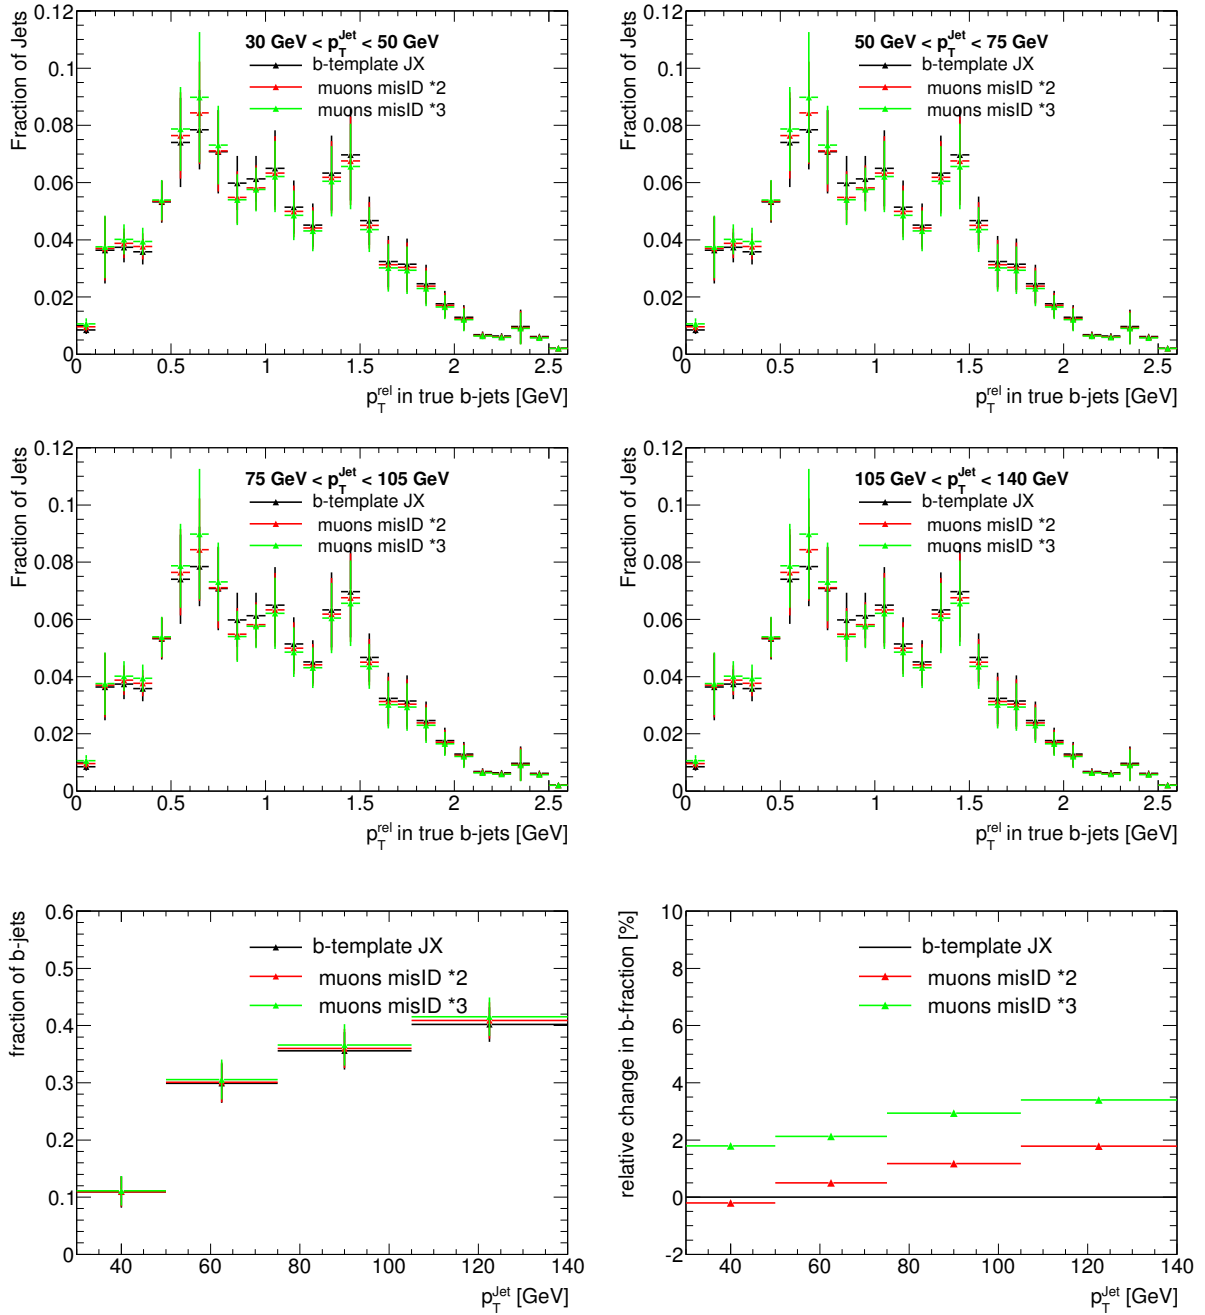 30 GeV < p_T^Jet < 50 GeV
b-template JX
muons misID *2
muons misID *3
Fraction of Jets
0.12
0.1
0.08
0.06
0.04
0.02
0
0 0.5 1 1.5 2 2.5
p_T^rel in true b-jets [GeV]
50 GeV < p_T^Jet < 75 GeV
b-template JX
muons misID *2
muons misID *3
Fraction of Jets
0.12
0.1
0.08
0.06
0.04
0.02
0
0 0.5 1 1.5 2 2.5
p_T^rel in true b-jets [GeV]
75 GeV < p_T^Jet < 105 GeV
b-template JX
muons misID *2
muons misID *3
Fraction of Jets
0.12
0.1
0.08
0.06
0.04
0.02
0
0 0.5 1 1.5 2 2.5
p_T^rel in true b-jets [GeV]
105 GeV < p_T^Jet < 140 GeV
b-template JX
muons misID *2
muons misID *3
Fraction of Jets
0.12
0.1
0.08
0.06
0.04
0.02
0
0 0.5 1 1.5 2 2.5
p_T^rel in true b-jets [GeV]
b-template JX
muons misID *2
muons misID *3
fraction of b-jets
0.6
0.5
0.4
0.3
0.2
0.1
0
40 60 80 100 120 140
p_T^Jet [GeV]
b-template JX
muons misID *2
muons misID *3
relative change in b-fraction [%]
10
8
6
4
2
0
-2
40 60 80 100 120 140
p_T^Jet [GeV]